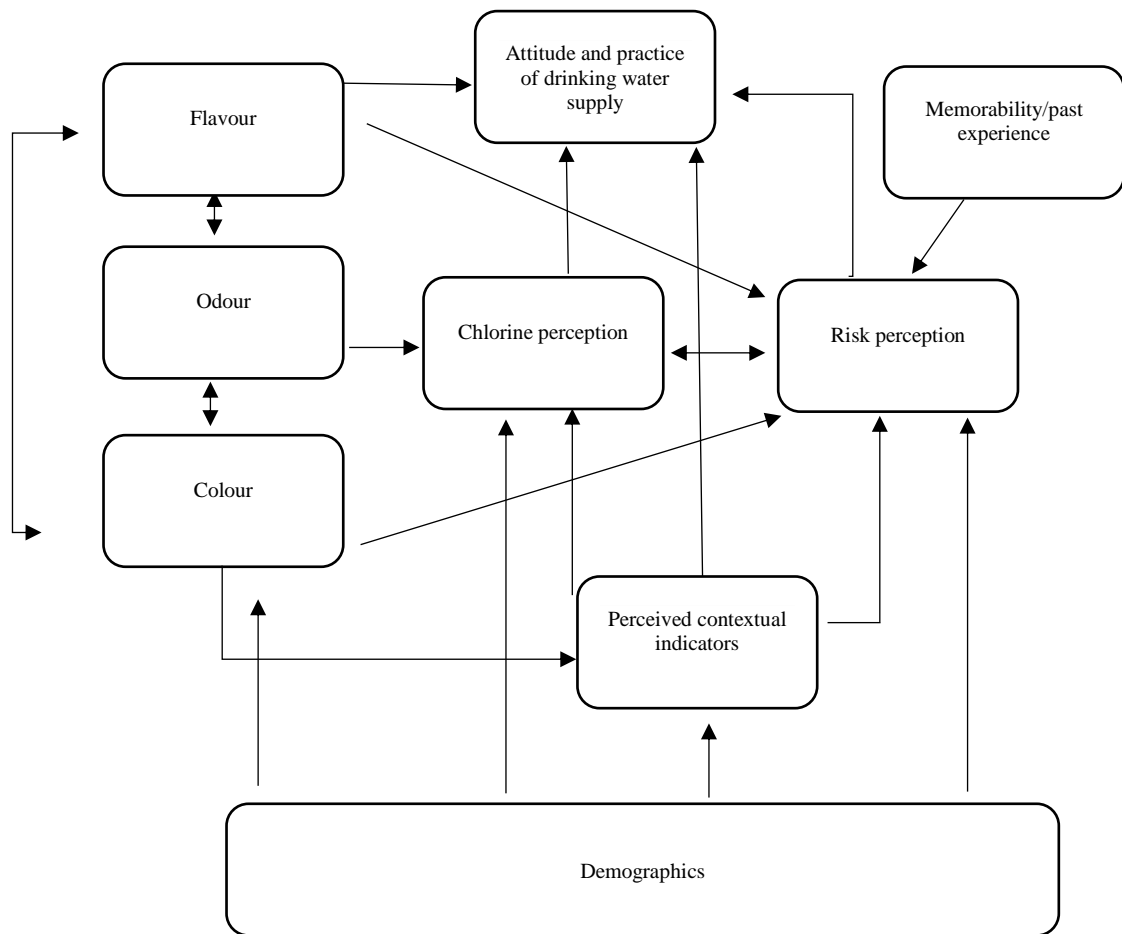 Attitude and practice
of drinking water
supply
Flavour
Memorability/past
experience
Odour
Chlorine perception
Risk perception
Colour
Perceived contextual
indicators
Demographics